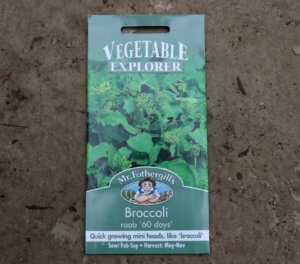 VEGETABLE
EXPLORER
Mr.Fothergill's
Broccoli
raab '60 days'
Quick growing mini heads, like 'broccoli'
Sow: Feb-Sep • Harvest: May-Nov